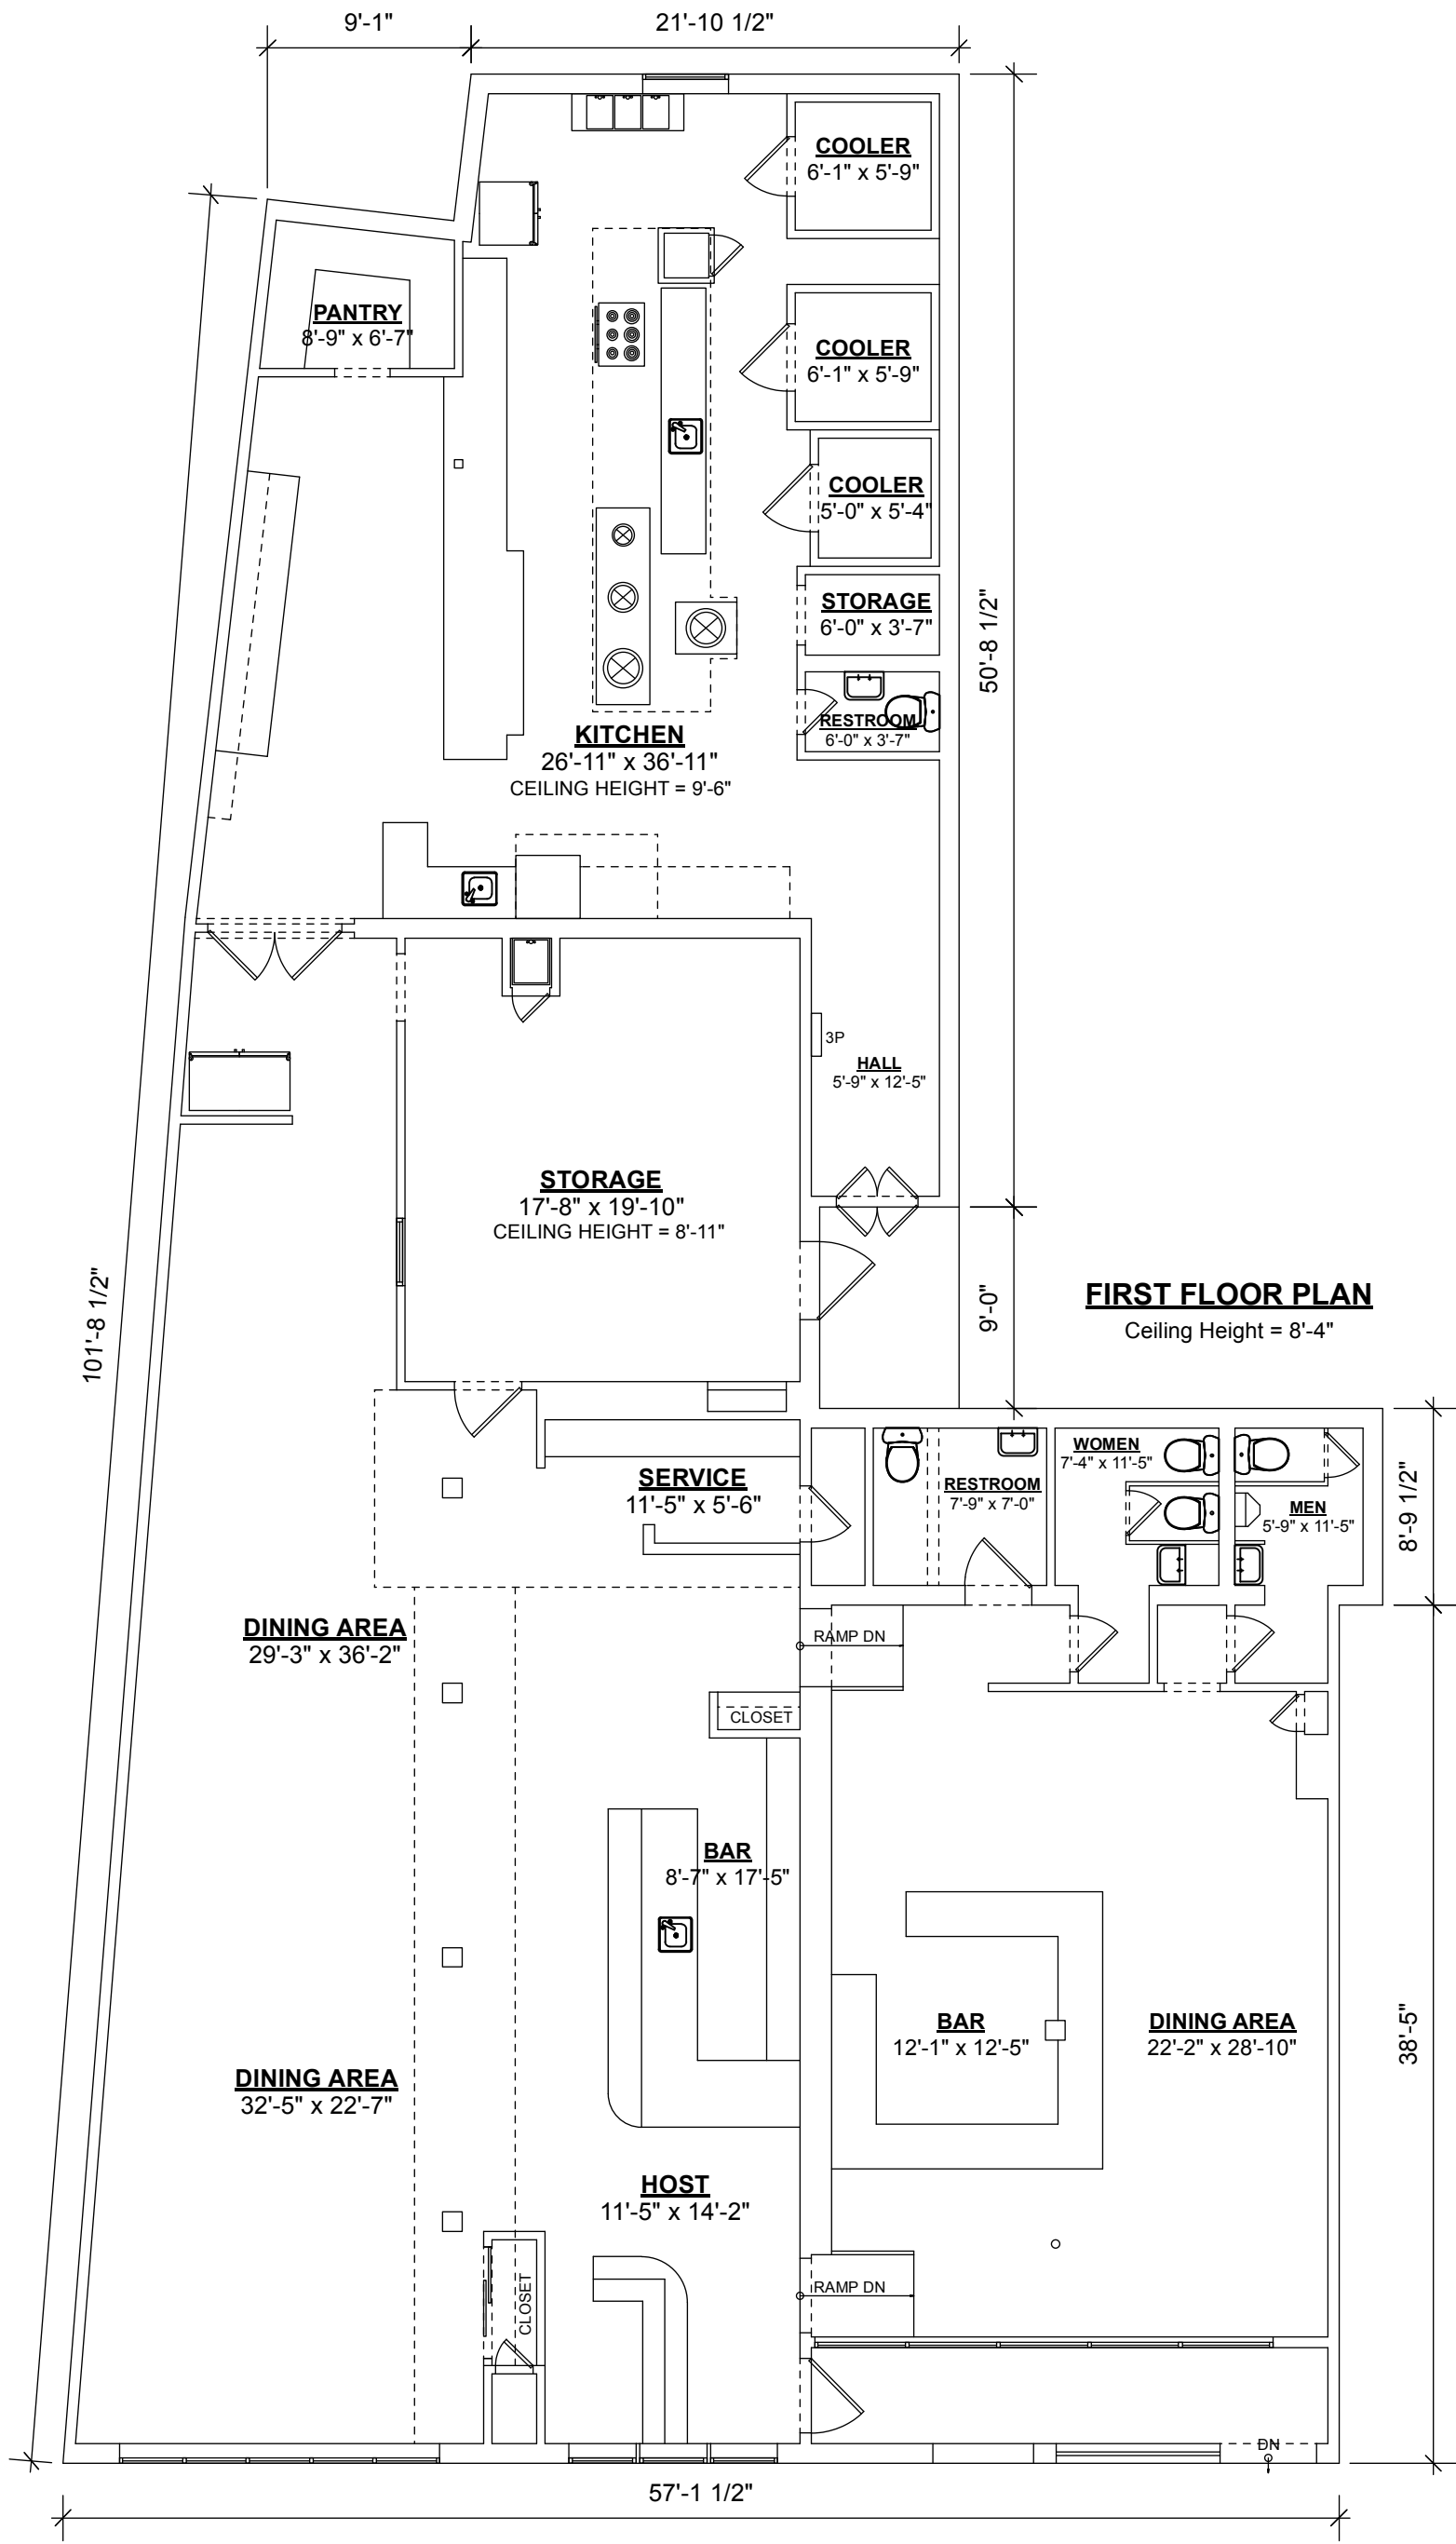 9'-1"
21'-10 1/2"
COOLER
6'-1" x 5'-9"
PANTRY
8'-9" x 6'-7"
COOLER
6'-1" x 5'-9"
COOLER
5'-0" x 5'-4"
STORAGE
6'-0" x 3'-7"
50'-8 1/2"
RESTROOM
6'-0" x 3'-7"
KITCHEN
26'-11" x 36'-11"
CEILING HEIGHT = 9'-6"
3P
HALL
5'-9" x 12'-5"
STORAGE
17'-8" x 19'-10"
CEILING HEIGHT = 8'-11"
101'-8 1/2"
9'-0"
FIRST FLOOR PLAN
Ceiling Height = 8'-4"
SERVICE
11'-5" x 5'-6"
RESTROOM
7'-9" x 7'-0"
WOMEN
7'-4" x 11'-5"
MEN
5'-9" x 11'-5"
8'-9 1/2"
DINING AREA
29'-3" x 36'-2"
RAMP DN
CLOSET
BAR
8'-7" x 17'-5"
BAR
12'-1" x 12'-5"
DINING AREA
22'-2" x 28'-10"
38'-5"
DINING AREA
32'-5" x 22'-7"
HOST
11'-5" x 14'-2"
CLOSET
RAMP DN
DN
57'-1 1/2"